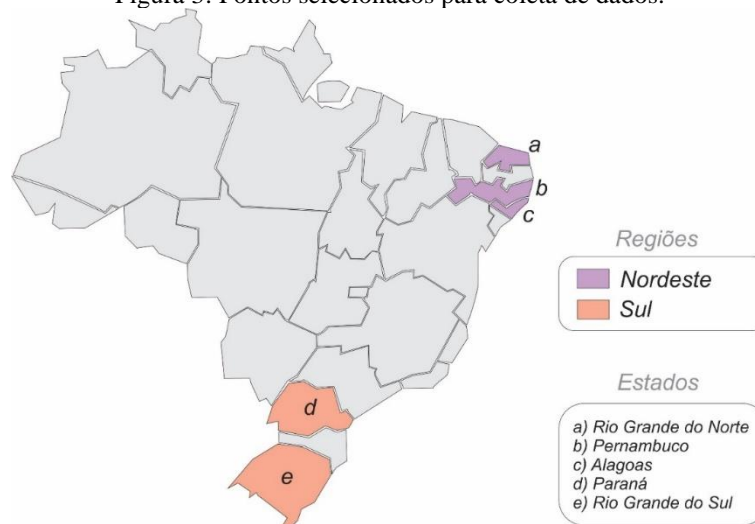 Figura 3: Pontos selecionados para coleta de dados.
a
b
c
d
e
Regiões
Nordeste
Sul
Estados
a) Rio Grande do Norte
b) Pernambuco
c) Alagoas
d) Paraná
e) Rio Grande do Sul